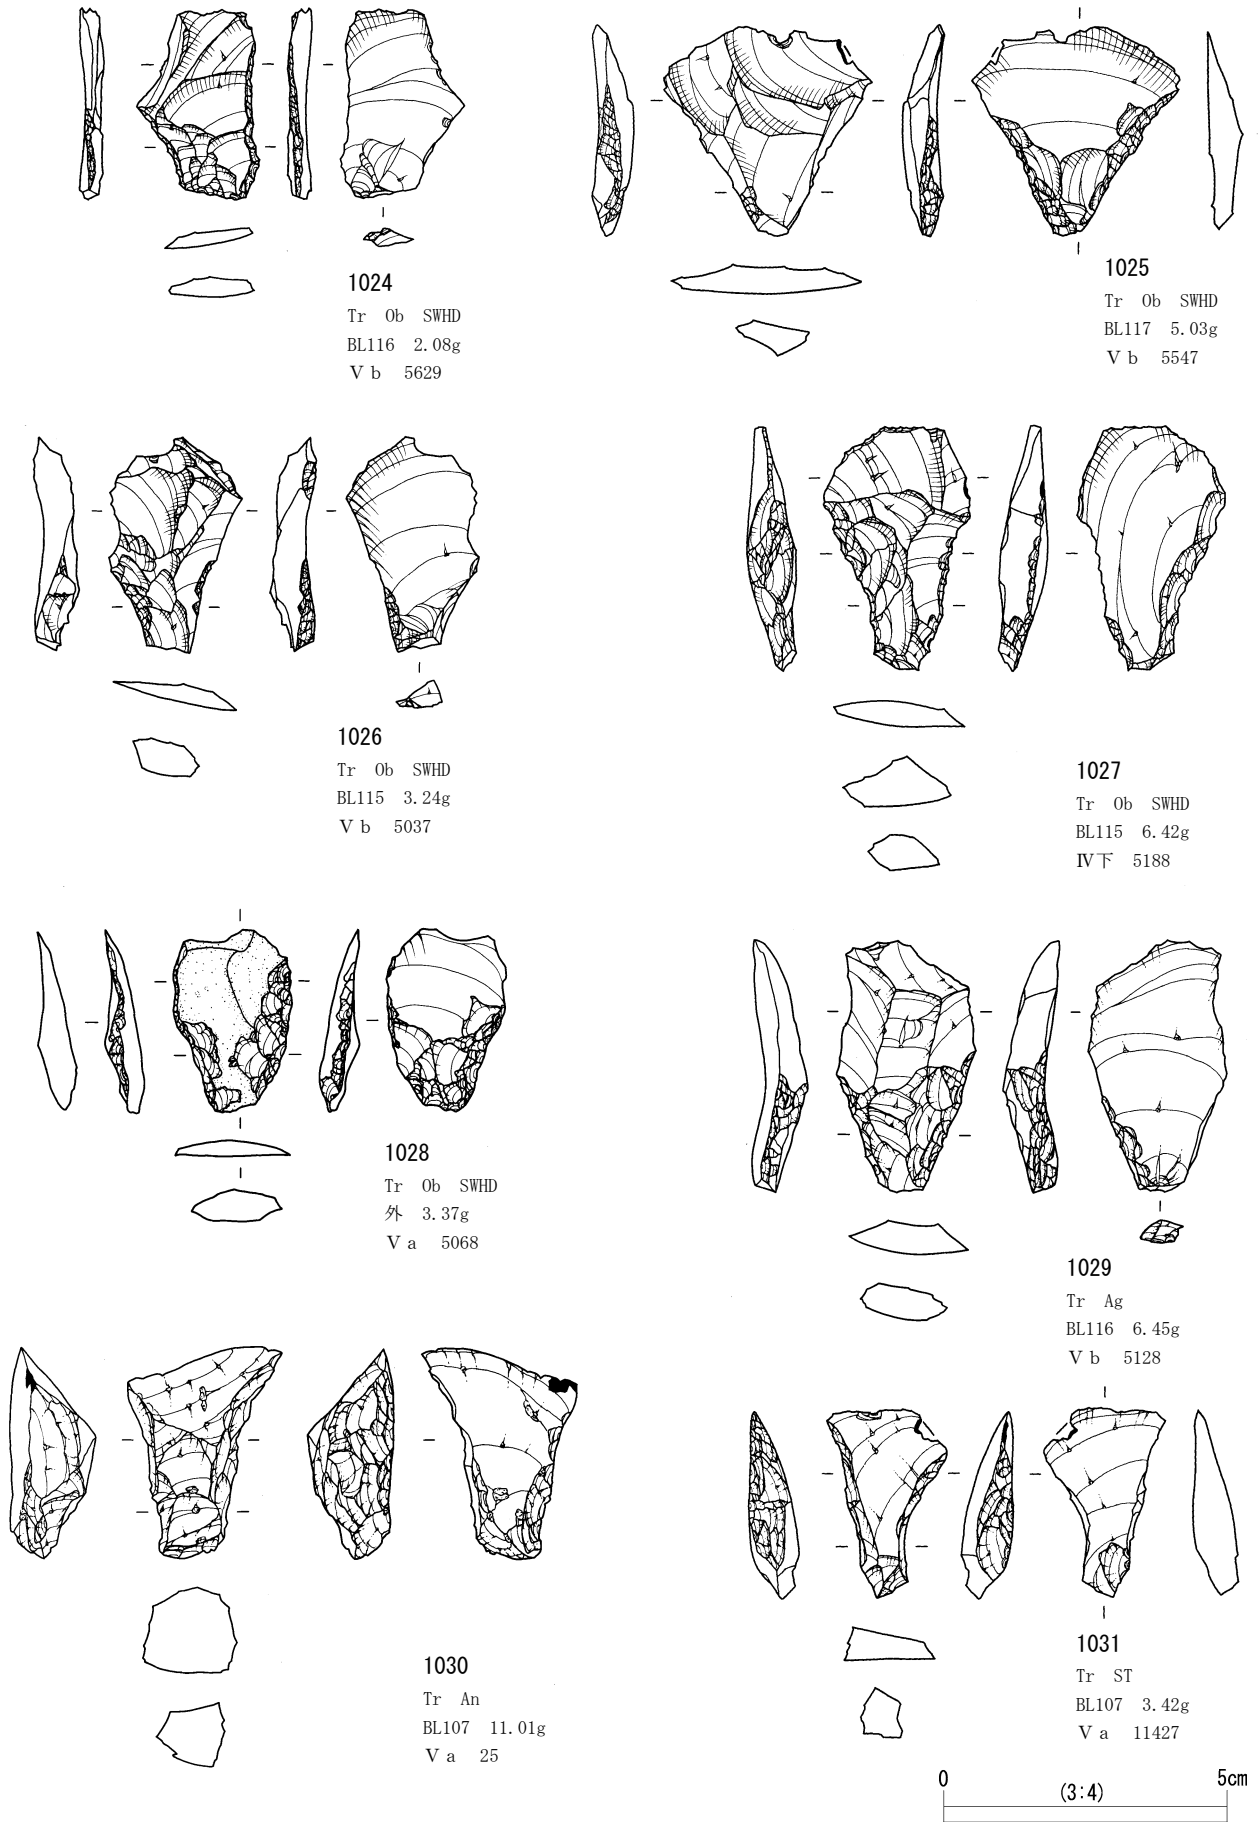 1024
Tr Ob SWHD
BL116 2.08g
Ⅴb 5629
1025
Tr Ob SWHD
BL117 5.03g
Ⅴb 5547
1026
Tr Ob SWHD
BL115 3.24g
Ⅴb 5037
1027
Tr Ob SWHD
BL115 6.42g
Ⅳ下 5188
1028
Tr Ob SWHD
外 3.37g
Ⅴa 5068
1029
Tr Ag
BL116 6.45g
Ⅴb 5128
1030
Tr An
BL107 11.01g
Ⅴa 25
1031
Tr ST
BL107 3.42g
Ⅴa 11427
0 (3:4) 5cm